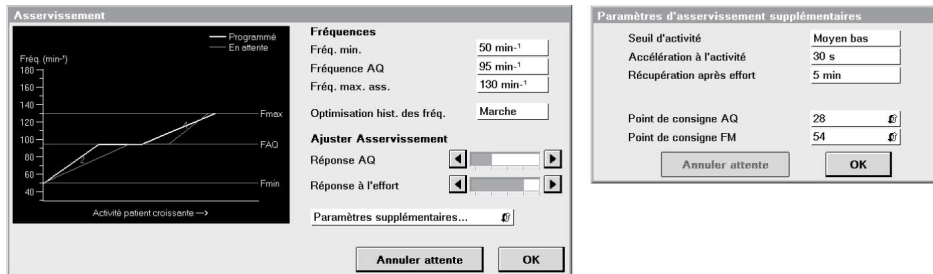 Asservissement
Programmé
En attente
Fréq. (min-¹)
180
160
140
120
100
80
60
40
Fmax
FAQ
Fmin
Activité patient croissante -->
Fréquences
Fréq. min. 50 min-¹
Fréquence AQ 95 min-¹
Fréq. max. ass. 130 min-¹
Optimisation hist. des fréq. Marche
Ajuster Asservissement
Réponse AQ
Réponse à l'effort
Paramètres supplémentaires...
Annuler attente OK
Paramètres d'asservissement supplémentaires
Seuil d'activité Moyen bas
Accélération à l'activité 30 s
Récupération après effort 5 min
Point de consigne AQ 28
Point de consigne FM 54
Annuler attente OK